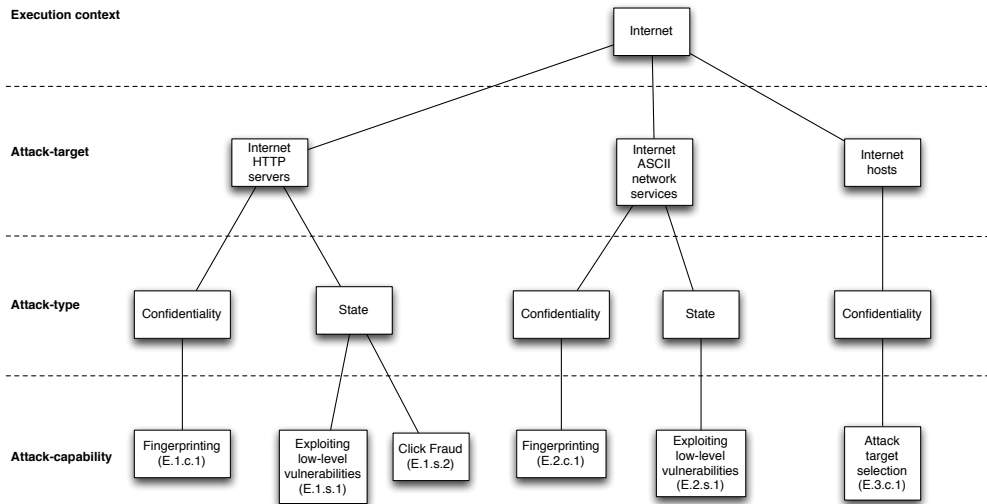 Execution context
Internet
Attack-target
Internet
HTTP
servers
Internet
ASCII
network
services
Internet
hosts
Attack-type
Confidentiality
State
Confidentiality
State
Confidentiality
Attack-capability
Fingerprinting
(E.1.c.1)
Exploiting
low-level
vulnerabilities
(E.1.s.1)
Click Fraud
(E.1.s.2)
Fingerprinting
(E.2.c.1)
Exploiting
low-level
vulnerabilities
(E.2.s.1)
Attack
target
selection
(E.3.c.1)